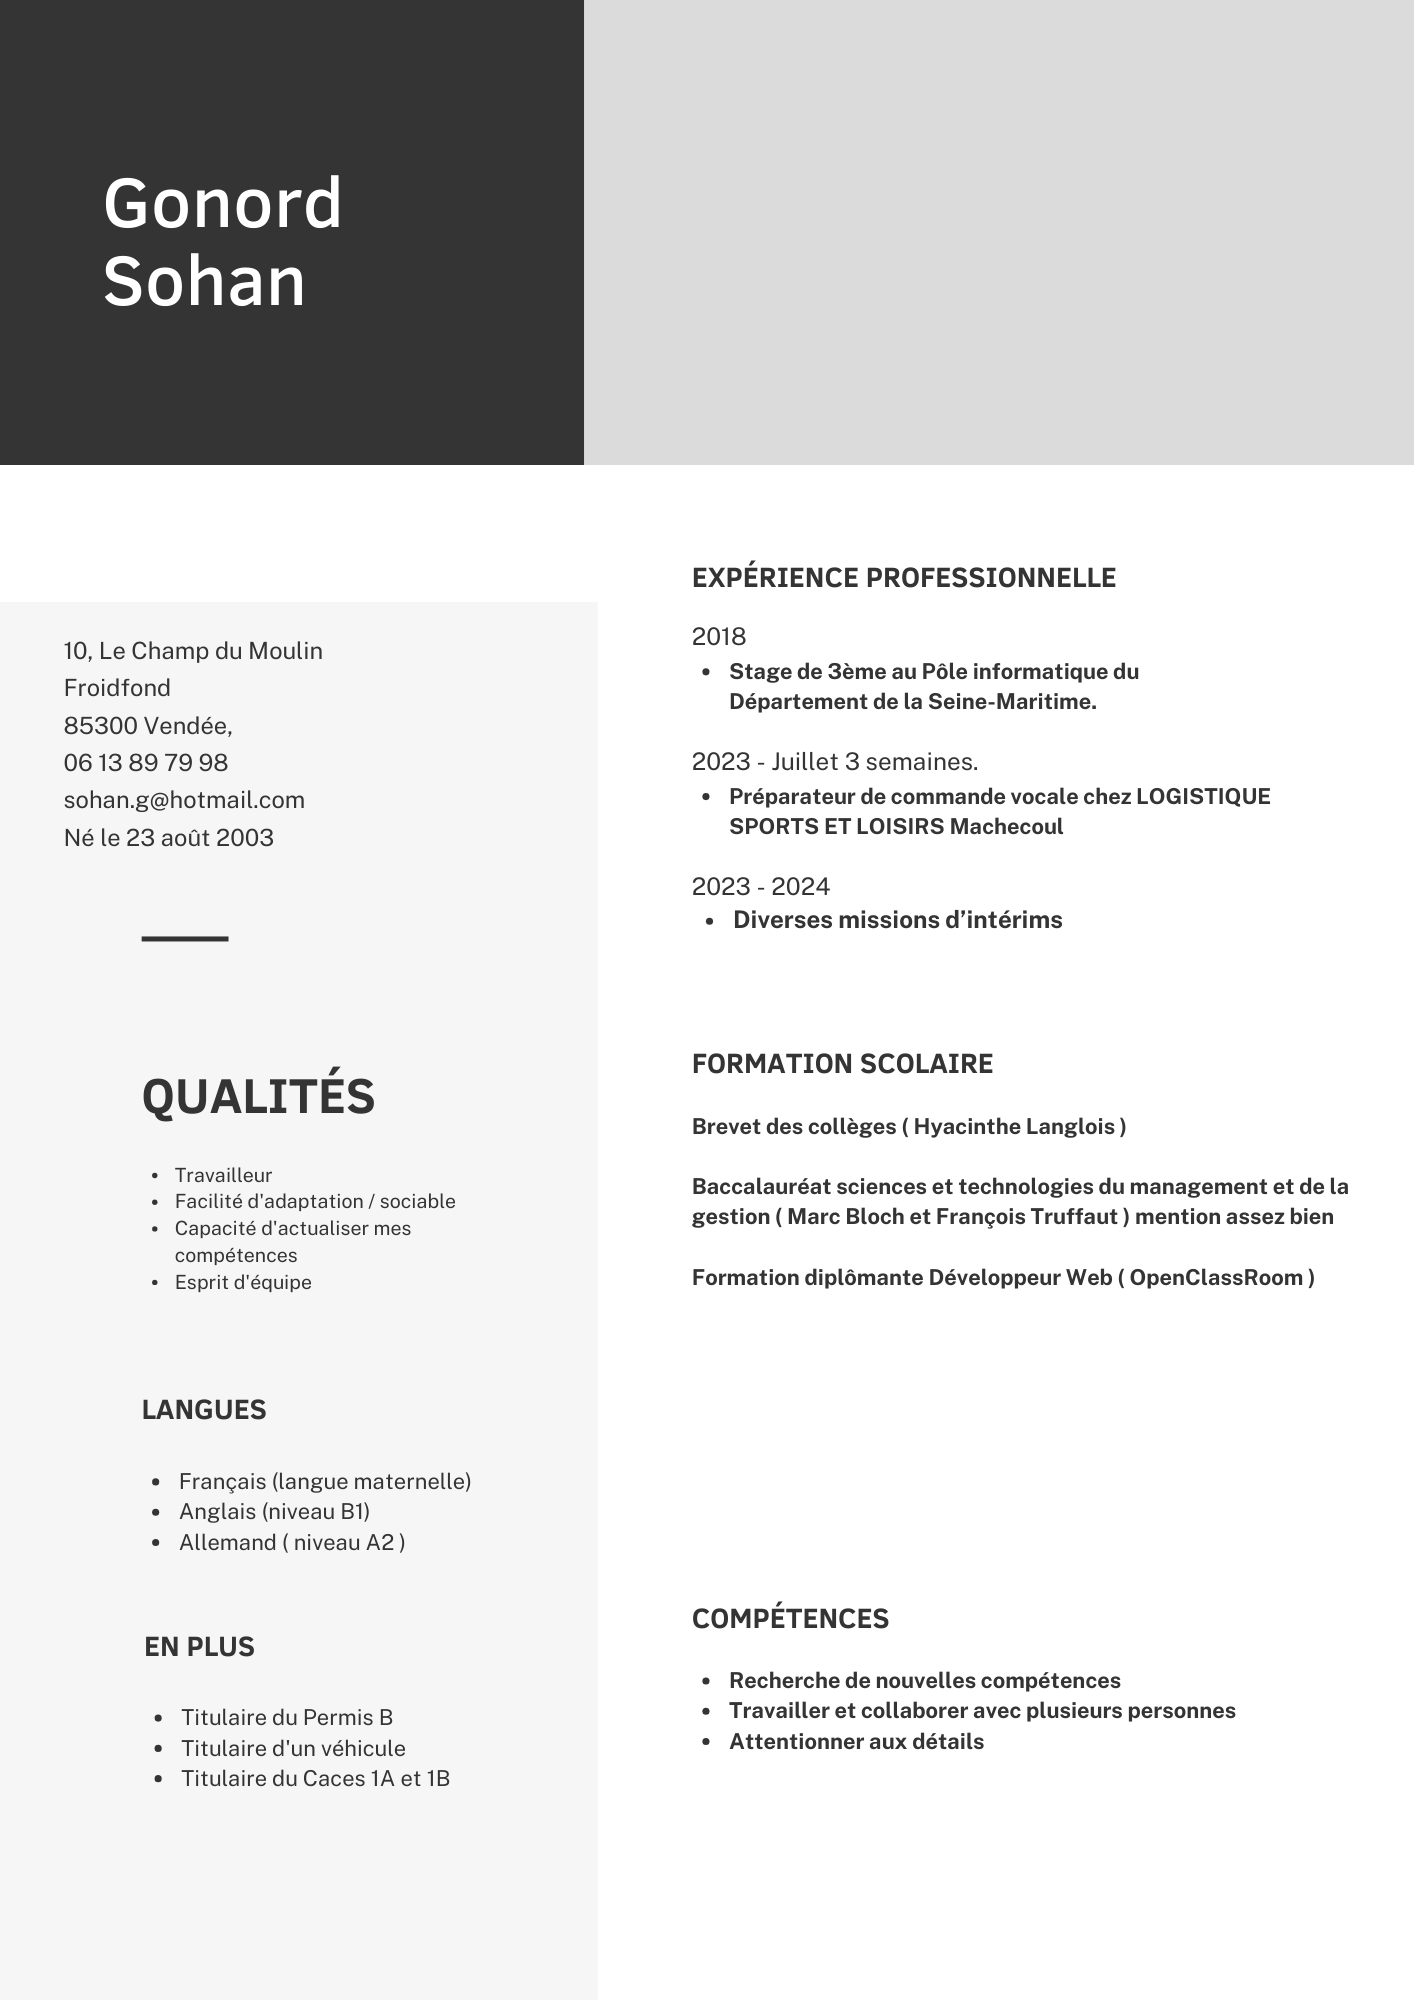 Gonord
Sohan
10, Le Champ du Moulin
Froidfond
85300 Vendée,
06 13 89 79 98
sohan.g@hotmail.com
Né le 23 août 2003
QUALITÉS
• Travailleur
• Facilité d'adaptation / sociable
• Capacité d'actualiser mes
compétences
• Esprit d'équipe
LANGUES
• Français (langue maternelle)
• Anglais (niveau B1)
• Allemand ( niveau A2 )
EN PLUS
• Titulaire du Permis B
• Titulaire d'un véhicule
• Titulaire du Caces 1A et 1B
EXPÉRIENCE PROFESSIONNELLE
2018
• Stage de 3ème au Pôle informatique du
Département de la Seine-Maritime.
2023 - Juillet 3 semaines.
• Préparateur de commande vocale chez LOGISTIQUE
SPORTS ET LOISIRS Machecoul
2023 - 2024
• Diverses missions d’intérims
FORMATION SCOLAIRE
Brevet des collèges ( Hyacinthe Langlois )
Baccalauréat sciences et technologies du management et de la
gestion ( Marc Bloch et François Truffaut ) mention assez bien
Formation diplômante Développeur Web ( OpenClassRoom )
COMPÉTENCES
• Recherche de nouvelles compétences
• Travailler et collaborer avec plusieurs personnes
• Attentionner aux détails